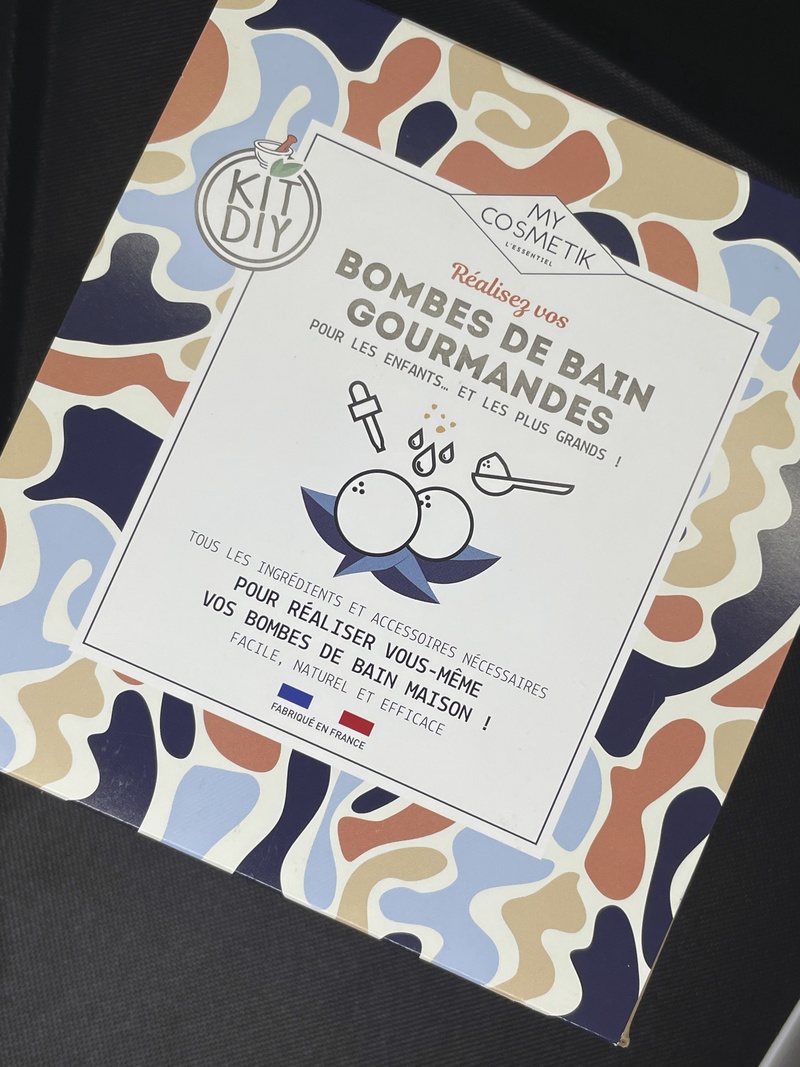 KIT
DIY
MY
COSMETIK
L'ESSENTIEL
Réalisez vos
BOMBES DE BAIN
GOURMANDES
POUR LES ENFANTS... ET LES PLUS GRANDS !
TOUS LES INGRÉDIENTS ET ACCESSOIRES NÉCESSAIRES
POUR RÉALISER VOUS-MÊME
VOS BOMBES DE BAIN MAISON !
FACILE, NATUREL ET EFFICACE
FABRIQUÉ EN FRANCE